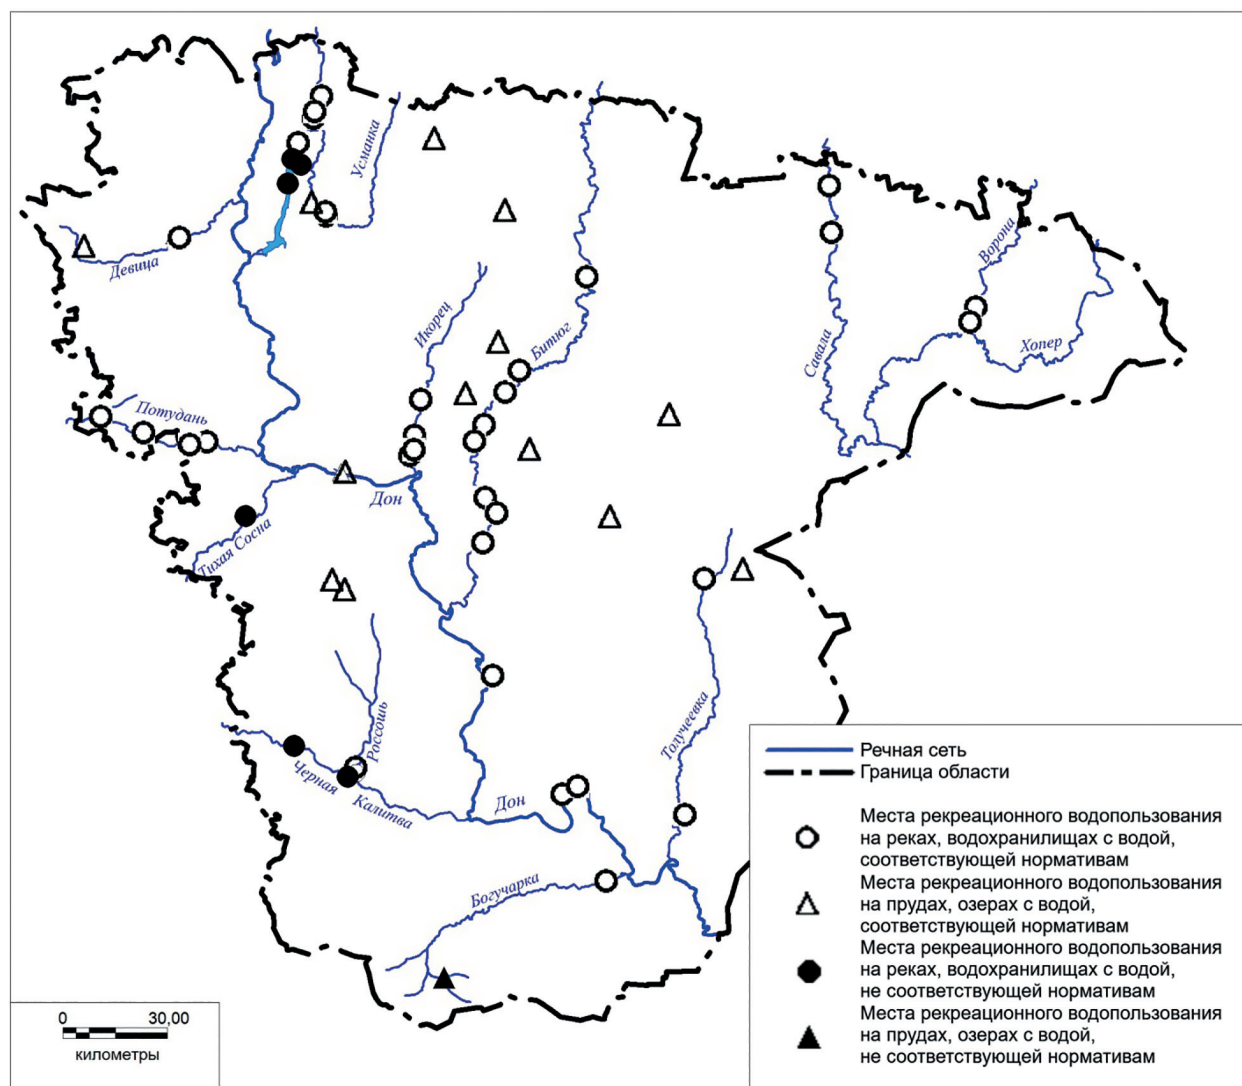 Усманка
Ворона
Девица
Икорец
Битюг
Савала
Хопер
Потудань
Дон
Тихая Сосна
Россошь
Толучеевка
Черная
Калитва
Дон
Богучарка
Речная сеть
Граница области
Места рекреационного водопользования
на реках, водохранилищах с водой,
соответствующей нормативам
Места рекреационного водопользования
на прудах, озерах с водой,
соответствующей нормативам
Места рекреационного водопользования
на реках, водохранилищах с водой,
не соответствующей нормативам
Места рекреационного водопользования
на прудах, озерах с водой,
не соответствующей нормативам
0 30,00
километры